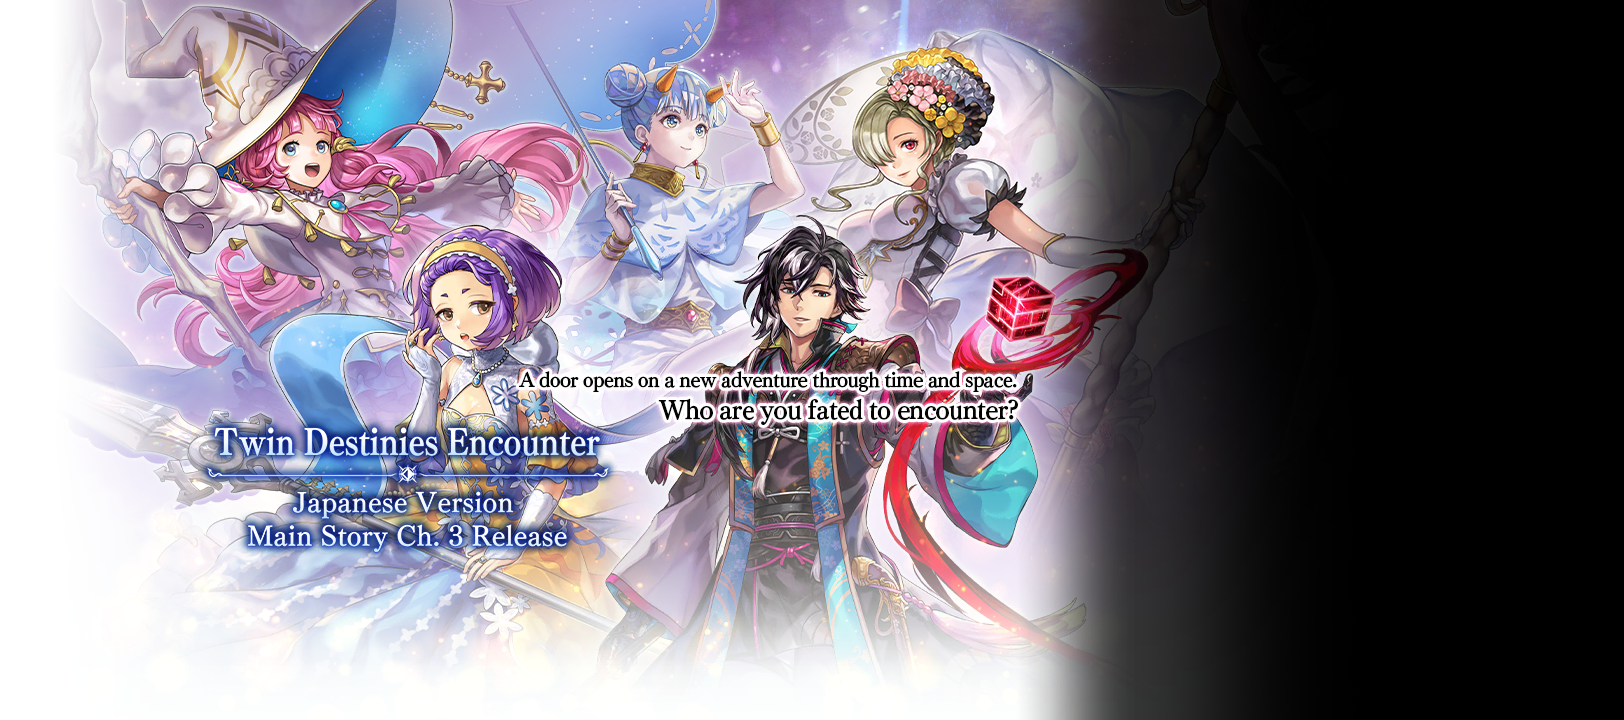 A door opens on a new adventure through time and space.
Who are you fated to encounter?
Twin Destinies Encounter
Japanese Version
Main Story Ch. 3 Release